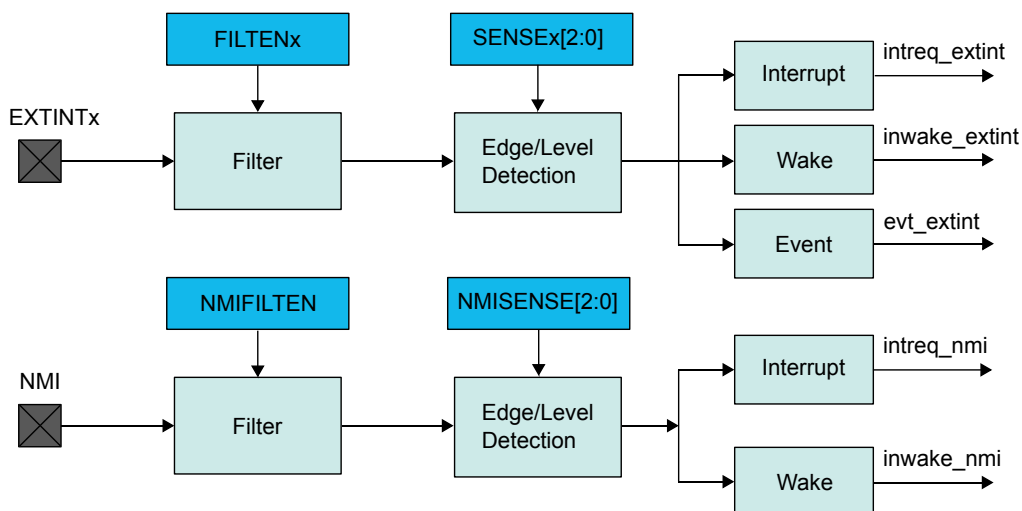 FILTENx
SENSEx[2:0]
intreq_extint
Interrupt
EXTINTx
Filter
Edge/Level
Detection
inwake_extint
Wake
evt_extint
Event
NMIFILTEN
NMISENSE[2:0]
intreq_nmi
Interrupt
NMI
Filter
Edge/Level
Detection
inwake_nmi
Wake